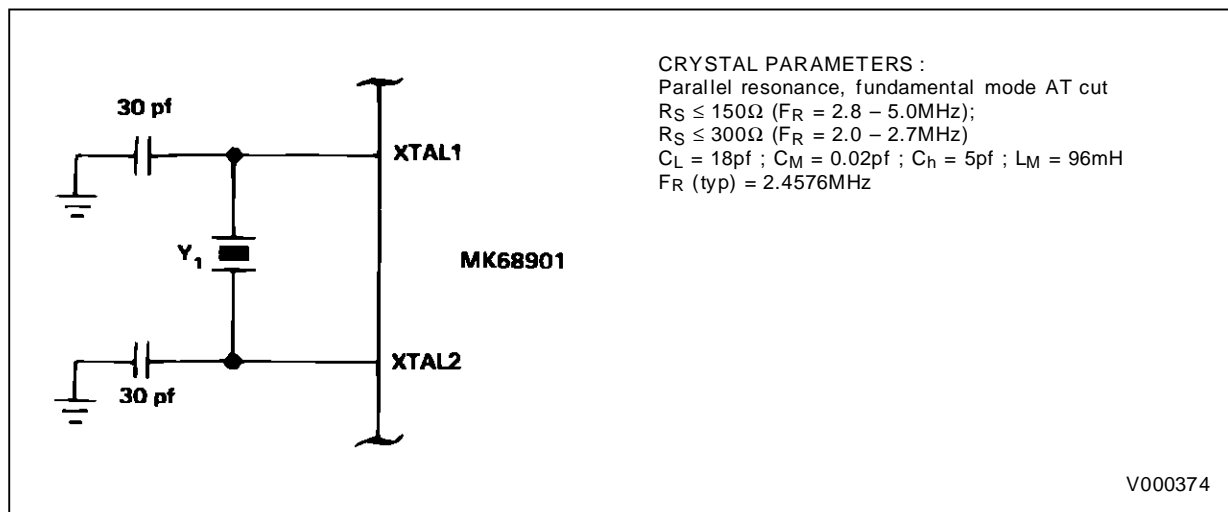 30 pf
XTAL1
Y1
MK68901
XTAL2
30 pf
CRYSTAL PARAMETERS :
Parallel resonance, fundamental mode AT cut
RS ≤ 150Ω (FR = 2.8 – 5.0MHz);
RS ≤ 300Ω (FR = 2.0 – 2.7MHz)
CL = 18pf ; CM = 0.02pf ; Ch = 5pf ; LM = 96mH
FR (typ) = 2.4576MHz
V000374